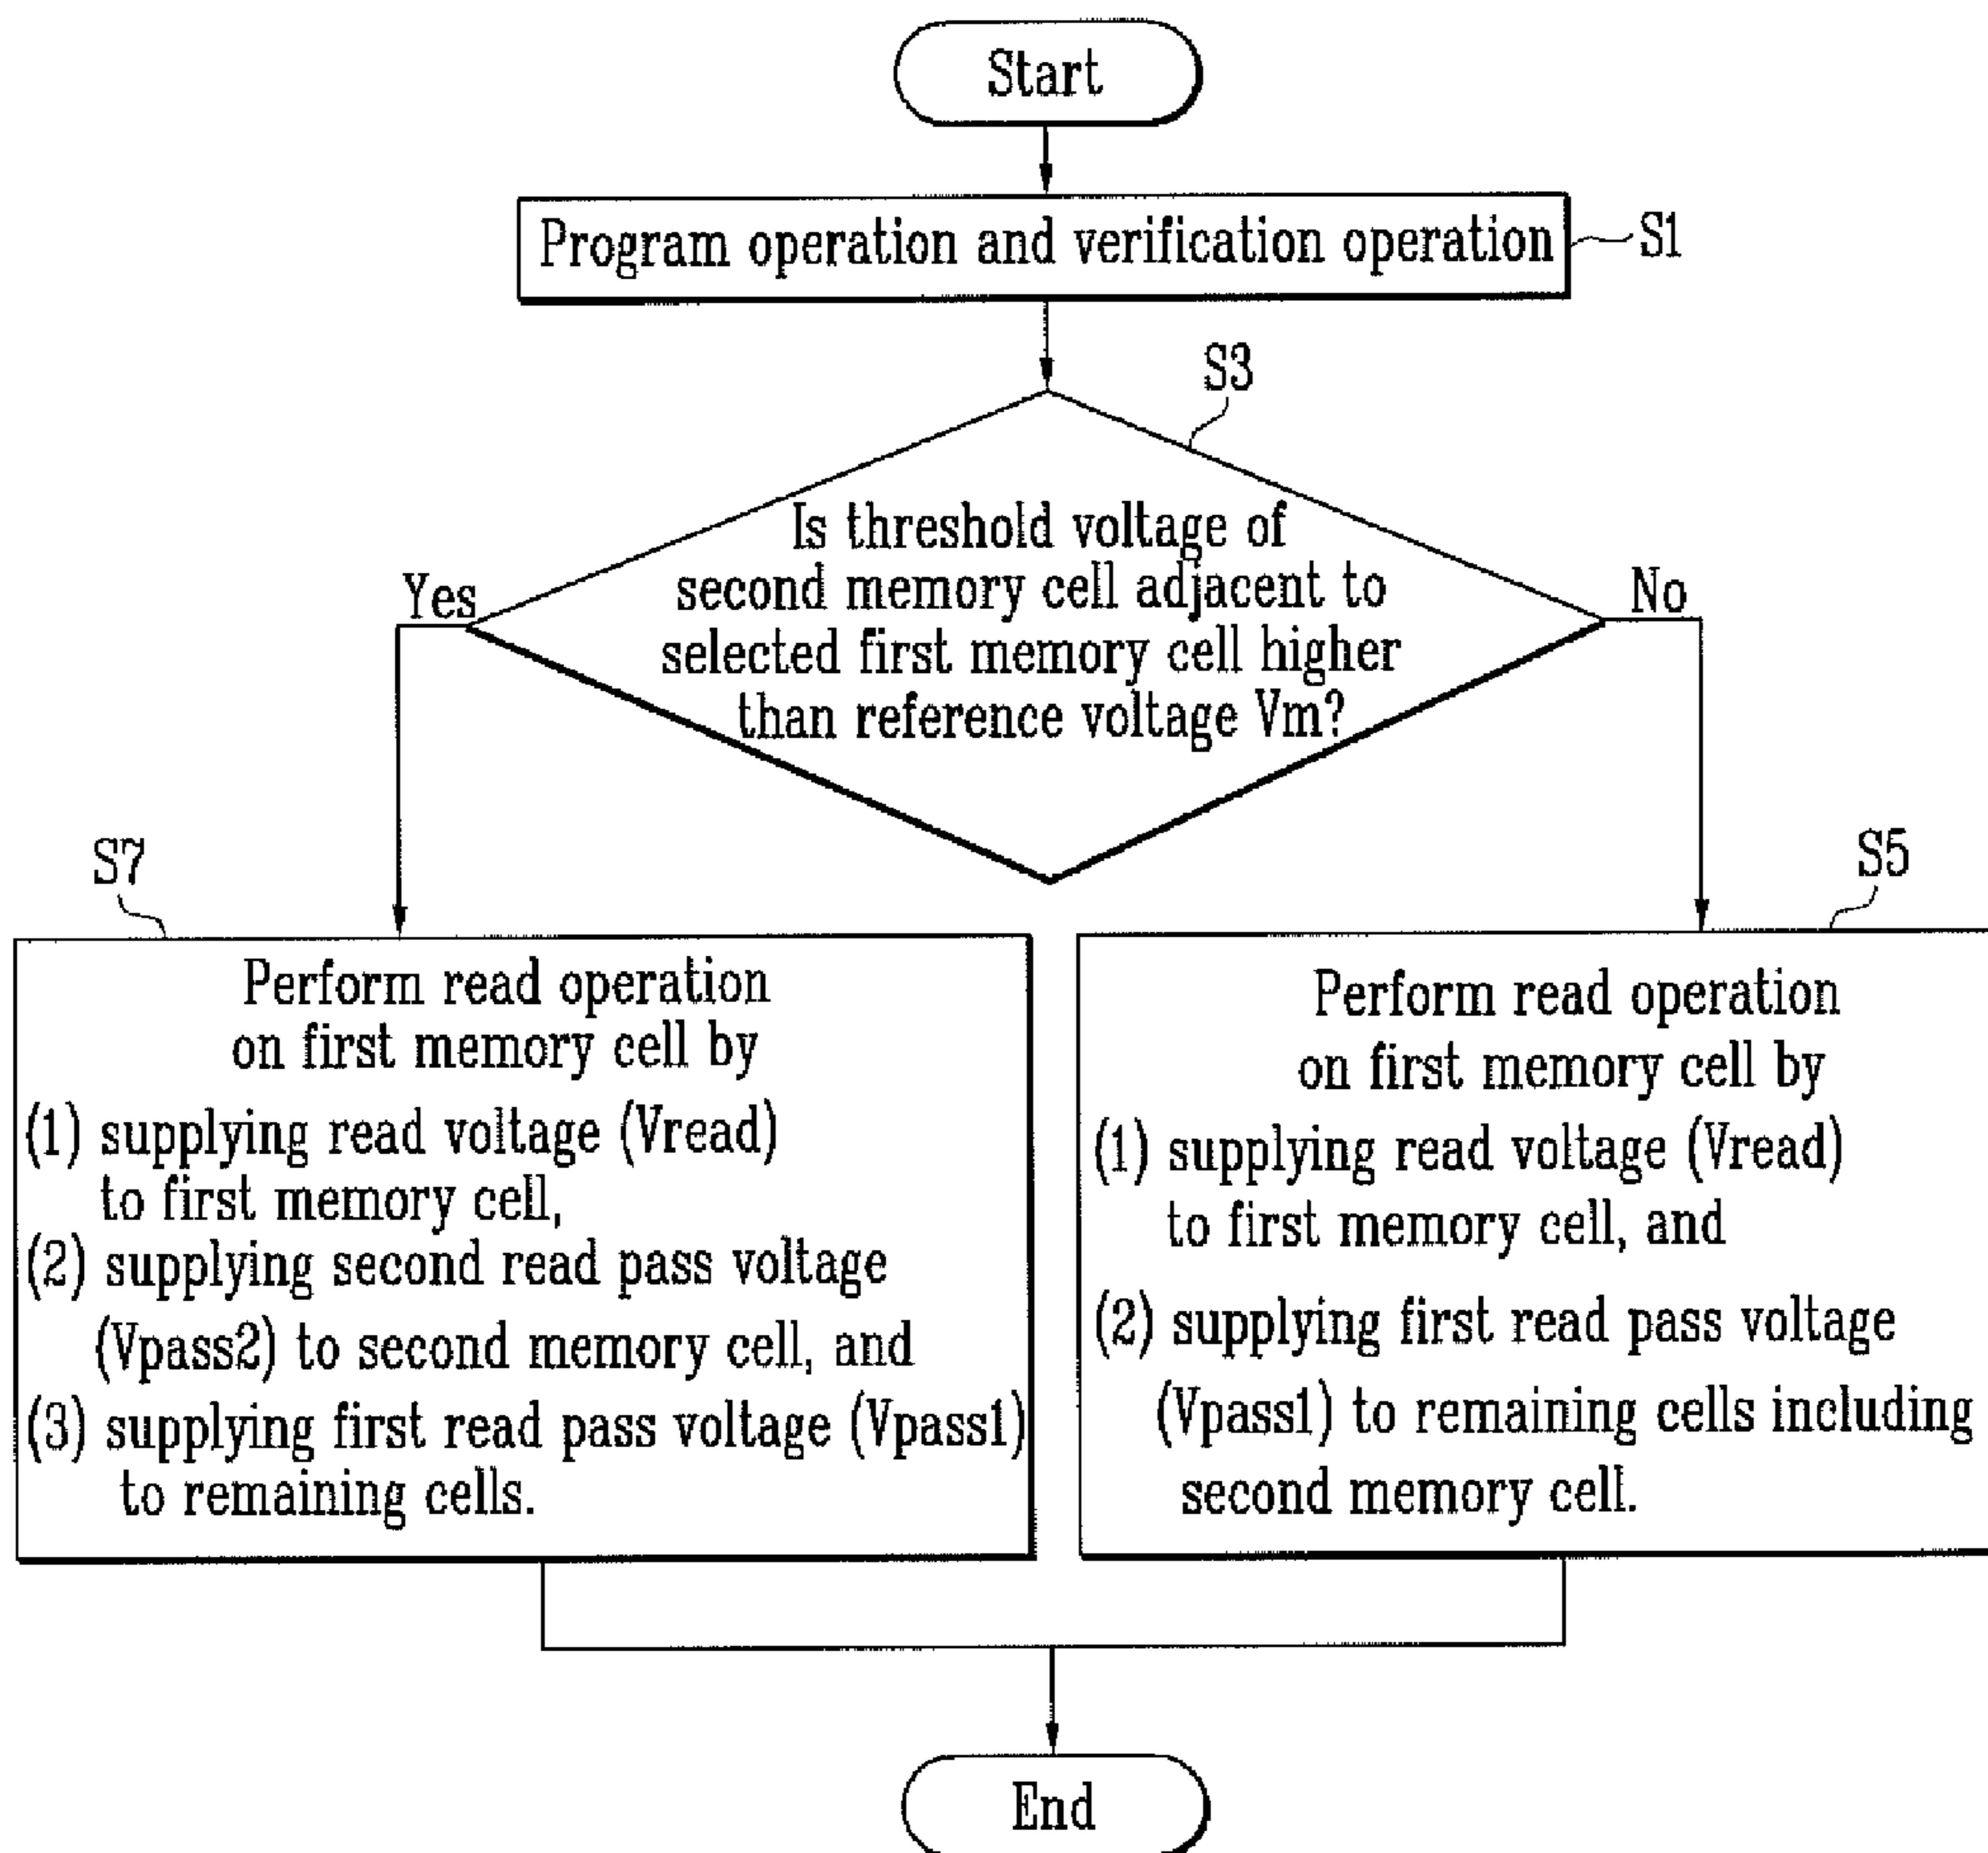 Start
Program operation and verification operation
S1
S3
Is threshold voltage of
second memory cell adjacent to
selected first memory cell higher
than reference voltage Vm?
Yes
No
S7
Perform read operation
on first memory cell by
(1) supplying read voltage (Vread)
to first memory cell,
(2) supplying second read pass voltage
(Vpass2) to second memory cell, and
(3) supplying first read pass voltage (Vpass1)
to remaining cells.
S5
Perform read operation
on first memory cell by
(1) supplying read voltage (Vread)
to first memory cell, and
(2) supplying first read pass voltage
(Vpass1) to remaining cells including
second memory cell.
End